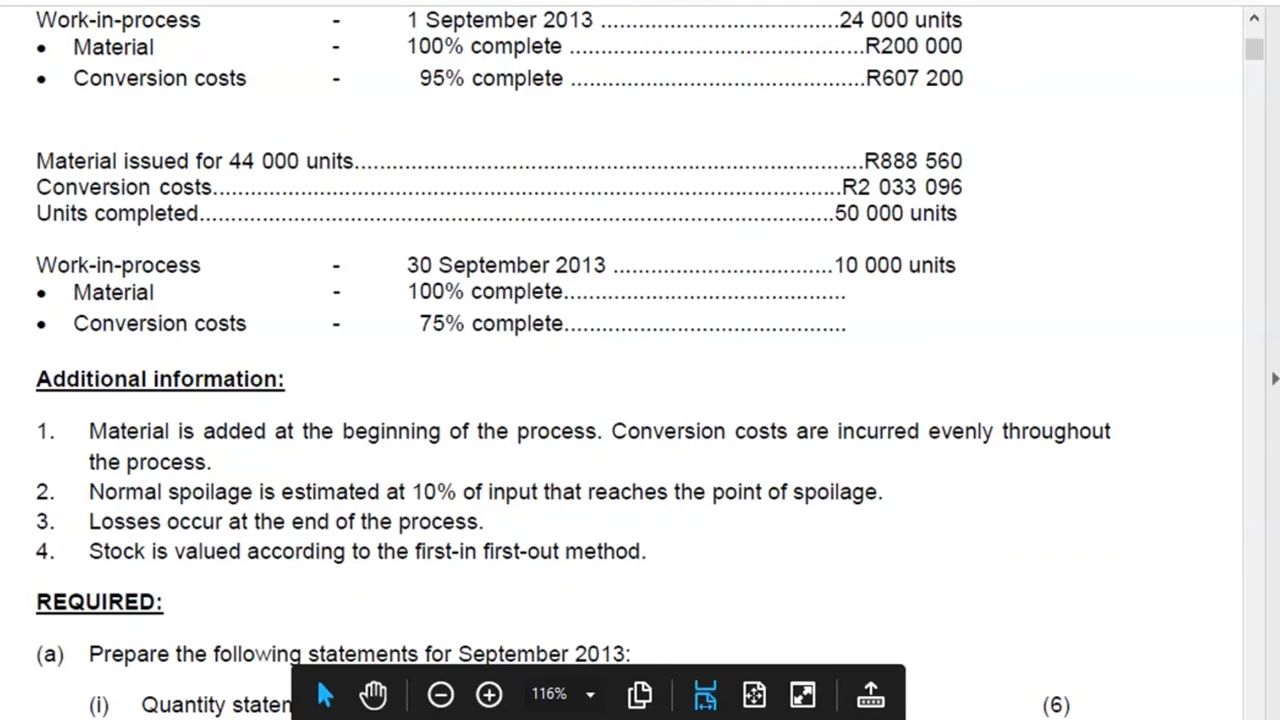 Work-in-process - 1 September 2013 ......................................24 000 units
• Material - 100% complete ...............................................R200 000
• Conversion costs - 95% complete ...............................................R607 200
Material issued for 44 000 units.................................................................................R888 560
Conversion costs....................................................................................................R2 033 096
Units completed.....................................................................................................50 000 units
Work-in-process - 30 September 2013 ...................................10 000 units
• Material - 100% complete.............................................
• Conversion costs - 75% complete.............................................
Additional information:
1. Material is added at the beginning of the process. Conversion costs are incurred evenly throughout
the process.
2. Normal spoilage is estimated at 10% of input that reaches the point of spoilage.
3. Losses occur at the end of the process.
4. Stock is valued according to the first-in first-out method.
REQUIRED:
(a) Prepare the following statements for September 2013:
(i) Quantity staten (6)
116%